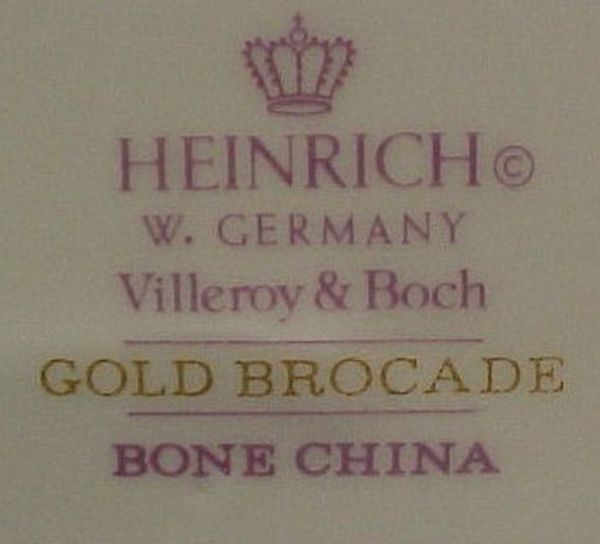 HEINRICH©
W. GERMANY
Villeroy & Boch
GOLD BROCADE
BONE CHINA